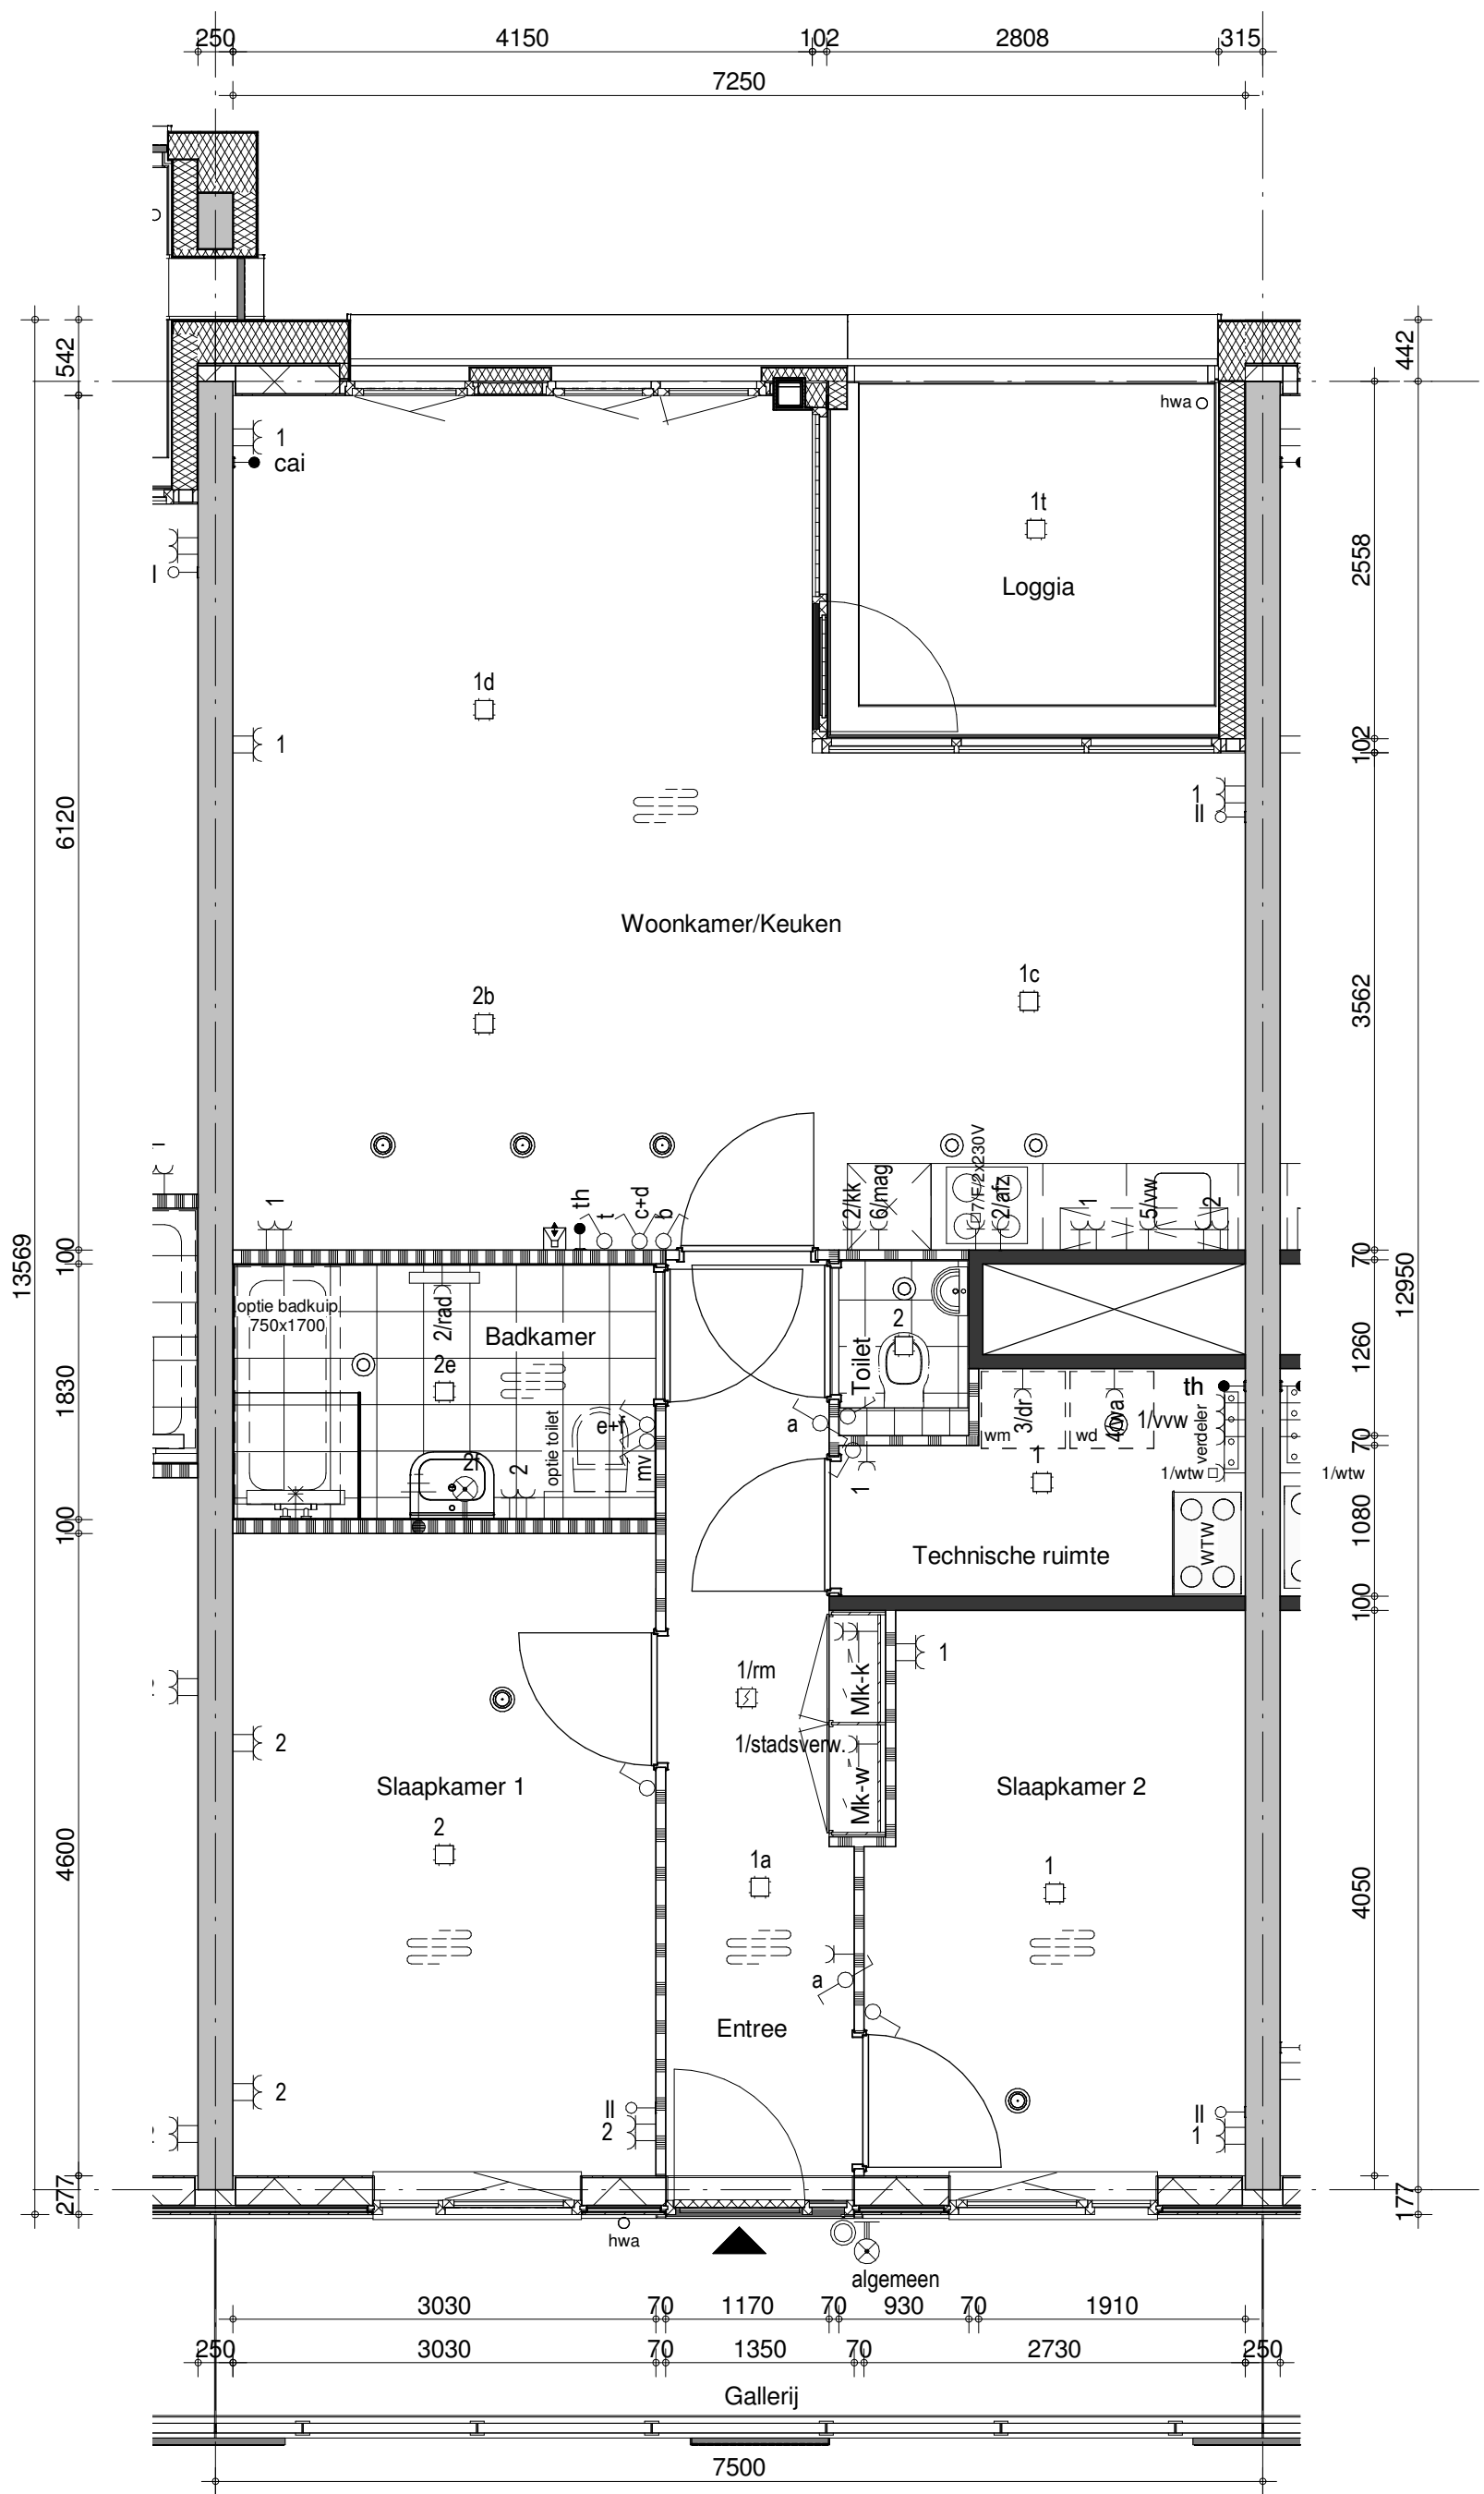 250 4150 102 2808 315
7250
542
442
hwa
1
cai
1t
Loggia
2558
1d
1
102
1
II
6120
Woonkamer/Keuken
1c
2b
3562
13569
12950
1
th
t
c+d
b
2/kk
6/mag
7/F/2x230V
2/afz
1
5/vw
2
100
70
optie badkuip
750x1700
2/rad
Badkamer
2
Toilet
1260
2e
1830
th
a
e+f
3/dr
4/wa
1/vvw
verdeler
wm
wd
70
optie toilet
2f
2
mv
1
1
1/wtw
1/wtw
100
1080
WTW
Technische ruimte
100
1/rm
Mk-k
1
1/stadsverw.
2
Mk-w
Slaapkamer 1
Slaapkamer 2
2
4600
1a
1
4050
a
Entree
2
II
2
II
1
277
177
hwa
algemeen
3030 70 1170 70 930 70 1910
250 3030 70 1350 70 2730 250
Gallerij
7500